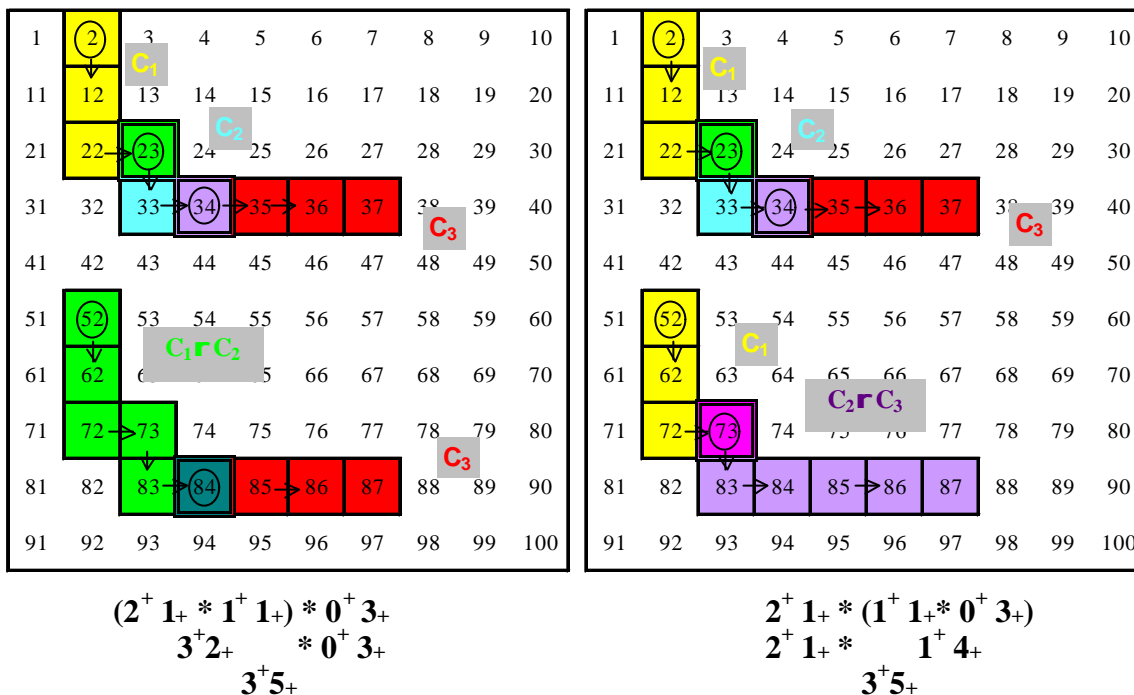 1 2 3 4 5 6 7 8 9 10
C₁
11 12 13 14 15 16 17 18 19 20
C₂
21 22 23 24 25 26 27 28 29 30
31 32 33 34 35 36 37 38 39 40
C₃
41 42 43 44 45 46 47 48 49 50
51 52 53 54 55 56 57 58 59 60
C₁ r C₂
61 62 65 66 67 68 69 70
71 72 73 74 75 76 77 78 79 80
C₃
81 82 83 84 85 86 87 88 89 90
91 92 93 94 95 96 97 98 99 100
(2⁺ 1₊ * 1⁺ 1₊) * 0⁺ 3₊
3⁺2₊ * 0⁺ 3₊
3⁺5₊
1 2 3 4 5 6 7 8 9 10
C₁
11 12 13 14 15 16 17 18 19 20
C₂
21 22 23 24 25 26 27 28 29 30
31 32 33 34 35 36 37 38 39 40
C₃
41 42 43 44 45 46 47 48 49 50
51 52 53 54 55 56 57 58 59 60
C₁
61 62 63 64 65 66 67 68 69 70
C₂ r C₃
71 72 73 74 75 76 77 78 79 80
81 82 83 84 85 86 87 88 89 90
91 92 93 94 95 96 97 98 99 100
2⁺ 1₊ * (1⁺ 1₊* 0⁺ 3₊)
2⁺ 1₊ * 1⁺ 4₊
3⁺5₊